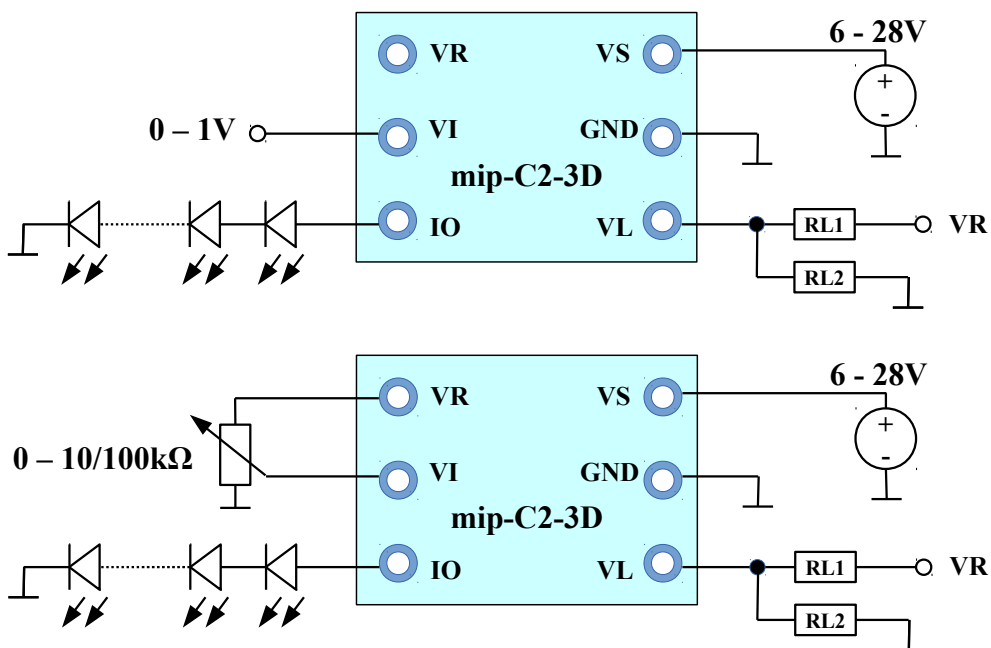 6 - 28V
VR
VS
+
-
0 – 1V
VI
GND
mip-C2-3D
IO
VL
RL1
VR
RL2
6 - 28V
VR
VS
+
-
0 – 10/100kΩ
VI
GND
mip-C2-3D
IO
VL
RL1
VR
RL2